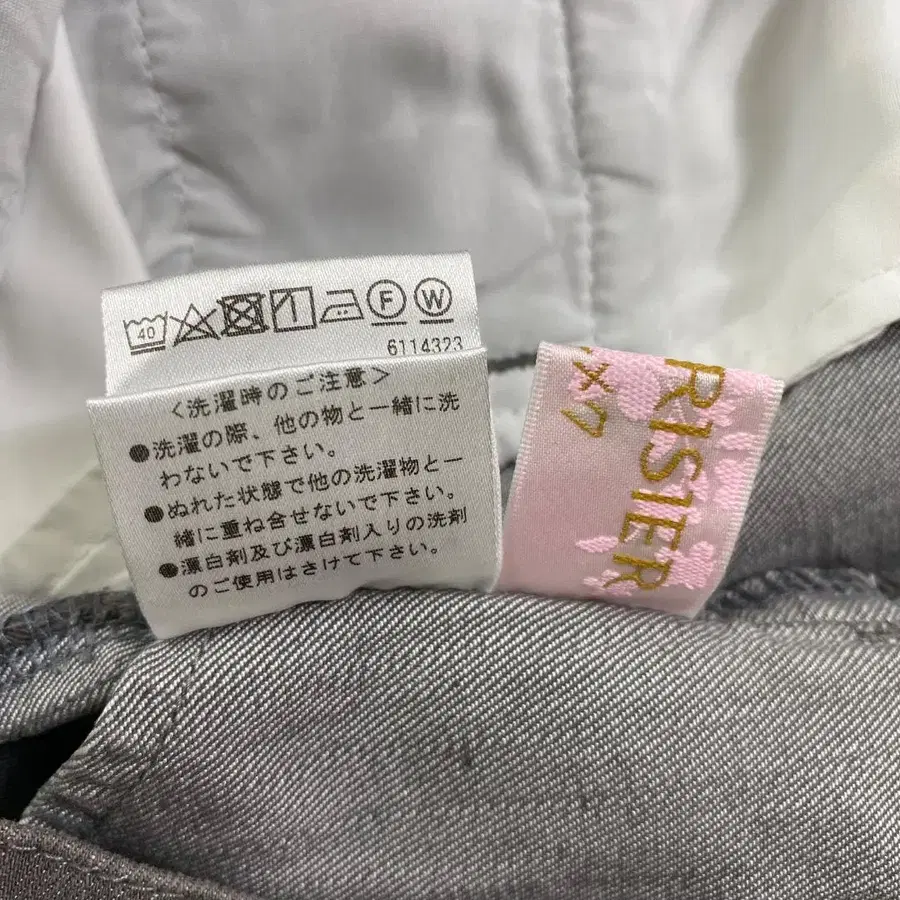 40
F W
6114323
<洗濯時のご注意>
●洗濯の際、他の物と一緒に洗
わないで下さい。
●ぬれた状態で他の洗濯物と一
緒に重ね合せないで下さい。
●漂白剤及び漂白剤入りの洗剤
のご使用はさけて下さい。
RISIER
×7